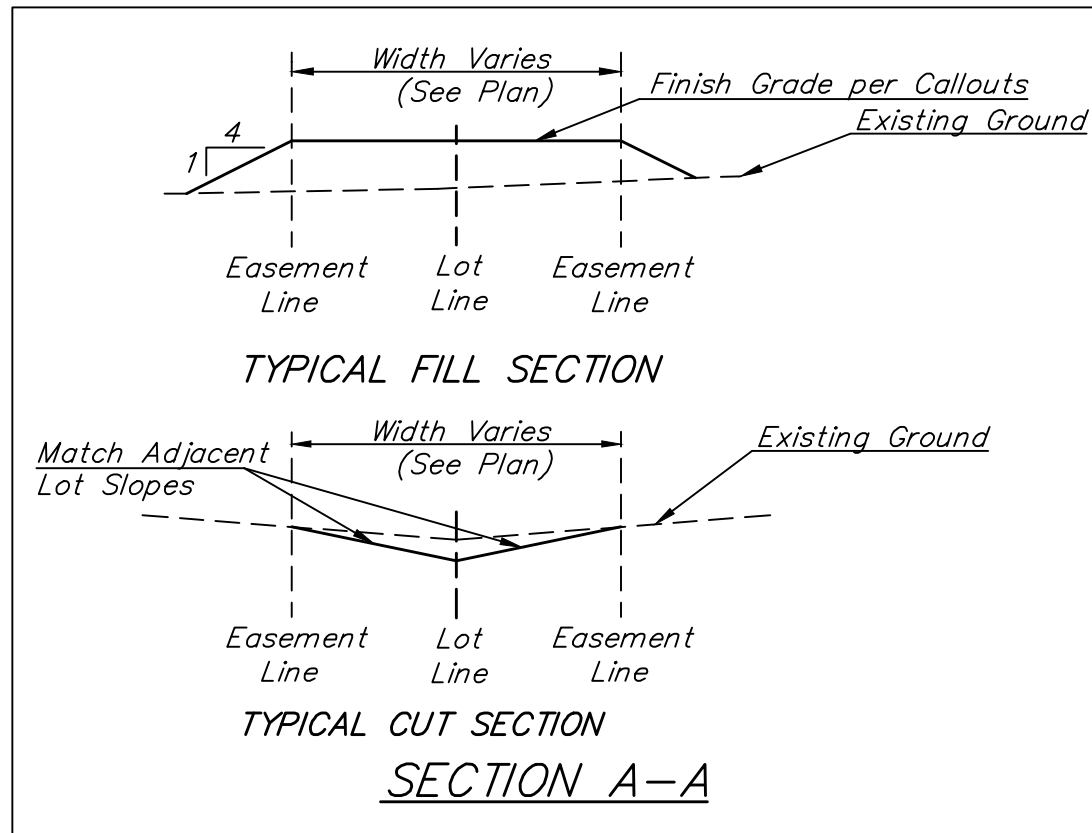 Width Varies
(See Plan)
Finish Grade per Callouts
Existing Ground
4
1
Easement
Line
Lot
Line
Easement
Line
TYPICAL FILL SECTION
Width Varies
(See Plan)
Existing Ground
Match Adjacent
Lot Slopes
Easement
Line
Lot
Line
Easement
Line
TYPICAL CUT SECTION
SECTION A-A